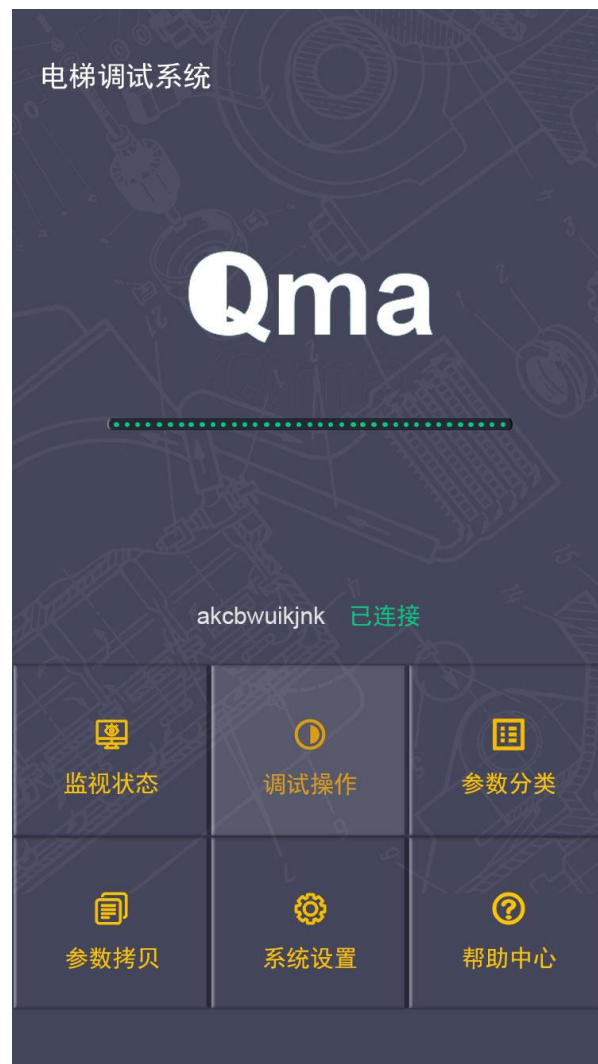 电梯调试系统
Qma
akcbwuikjnk 已连接
监视状态 调试操作 参数分类
参数拷贝 系统设置 帮助中心